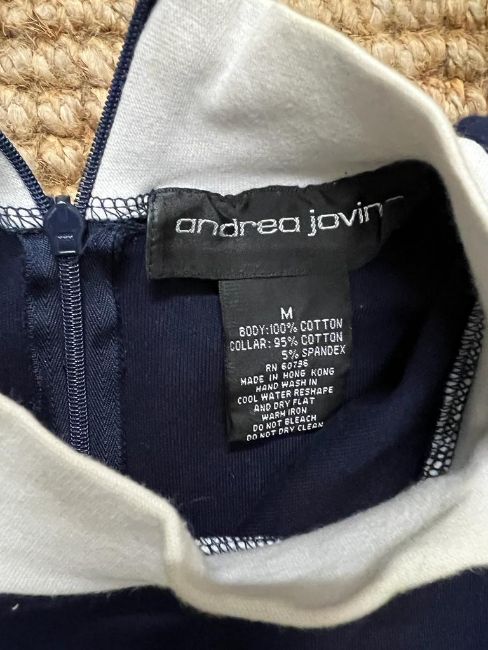 andrea jovin
M
BODY:100% COTTON
COLLAR: 95% COTTON
5% SPANDEX
RN 60796
MADE IN HONG KONG
HAND WASH IN
COOL WATER RESHAPE
AND DRY FLAT
WARM IRON
DO NOT BLEACH
DO NOT DRY CLEAN